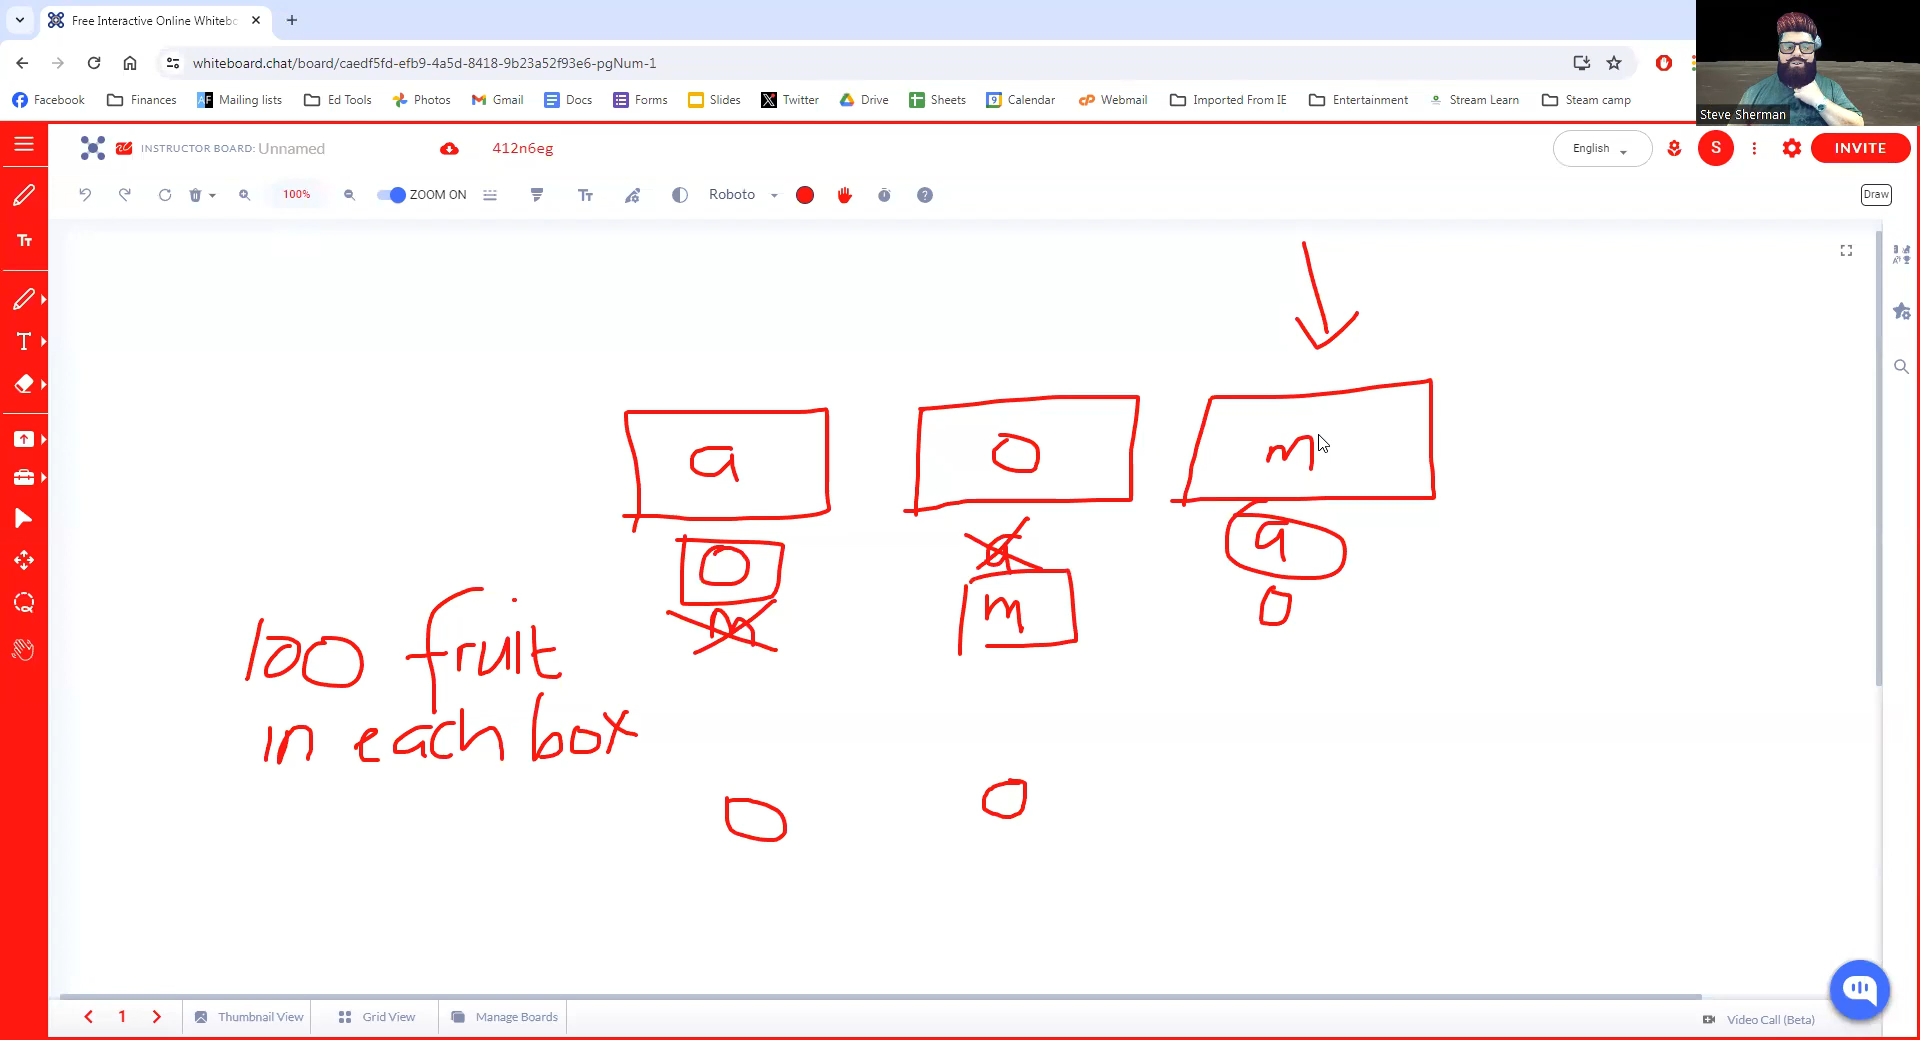 Free Interactive Online Whitebo
whiteboard.chat/board/caedf5fd-efb9-4a5d-8418-9b23a52f93e6-pgNum-1
Facebook Finances Mailing lists Ed Tools Photos Gmail Docs Forms Slides Twitter Drive Sheets Calendar Webmail Imported From IE Entertainment Stream Learn Steam camp
Steve Sherman
INSTRUCTOR BOARD: Unnamed 412n6eg English S INVITE
100% ZOOM ON Roboto Draw
a o m
o a a
m m o
100 fruit
in each box
o o
1 Thumbnail View Grid View Manage Boards Video Call (Beta)